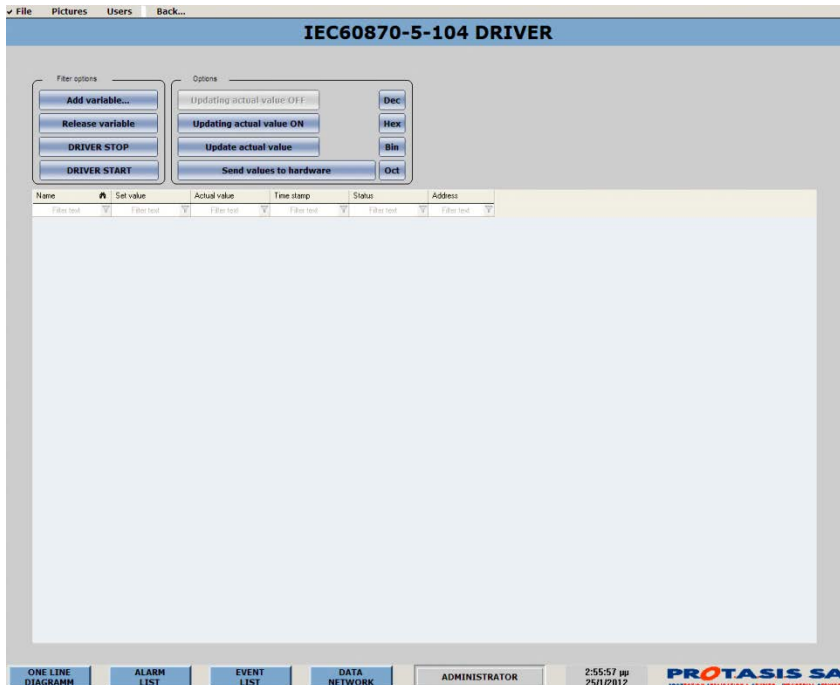 File Pictures Users Back...
IEC60870-5-104 DRIVER
Filter options
Options
Add variable...
Updating actual value OFF
Dec
Release variable
Updating actual value ON
Hex
DRIVER STOP
Update actual value
Bin
DRIVER START
Send values to hardware
Oct
Name Set value Actual value Time stamp Status Address
Filter text Filter text Filter text Filter text Filter text Filter text
ONE LINE DIAGRAMM
ALARM LIST
EVENT LIST
DATA NETWORK
ADMINISTRATOR
2:55:57 μμ
25/1/2012
PROTASIS SA